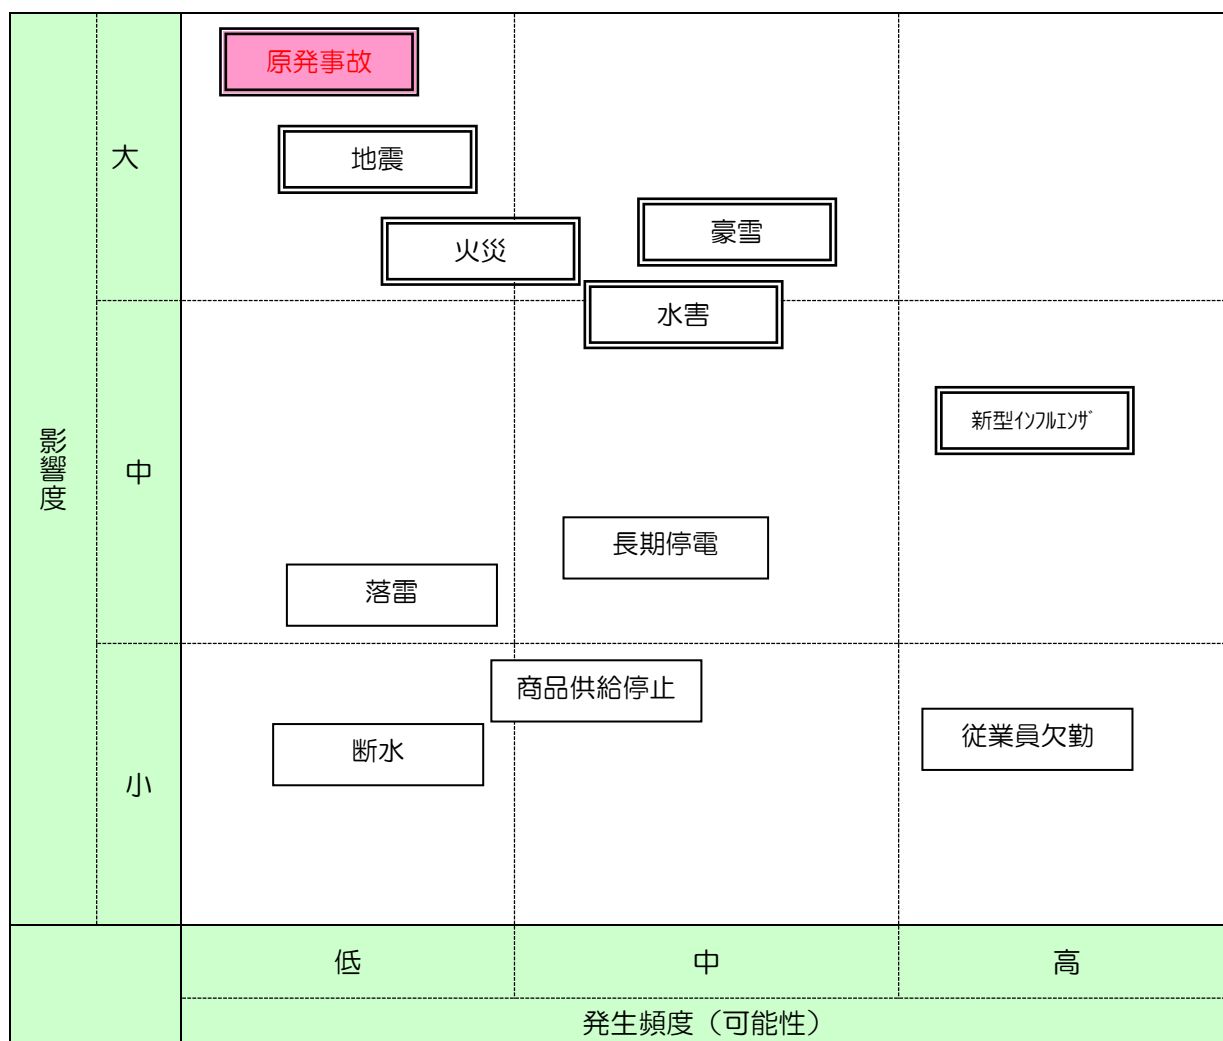 原発事故
大
地震
豪雪
火災
水害
新型ｲﾝﾌﾙｴﾝｻﾞ
影響度
中
長期停電
落雷
商品供給停止
従業員欠勤
断水
小
低
中
高
発生頻度（可能性）